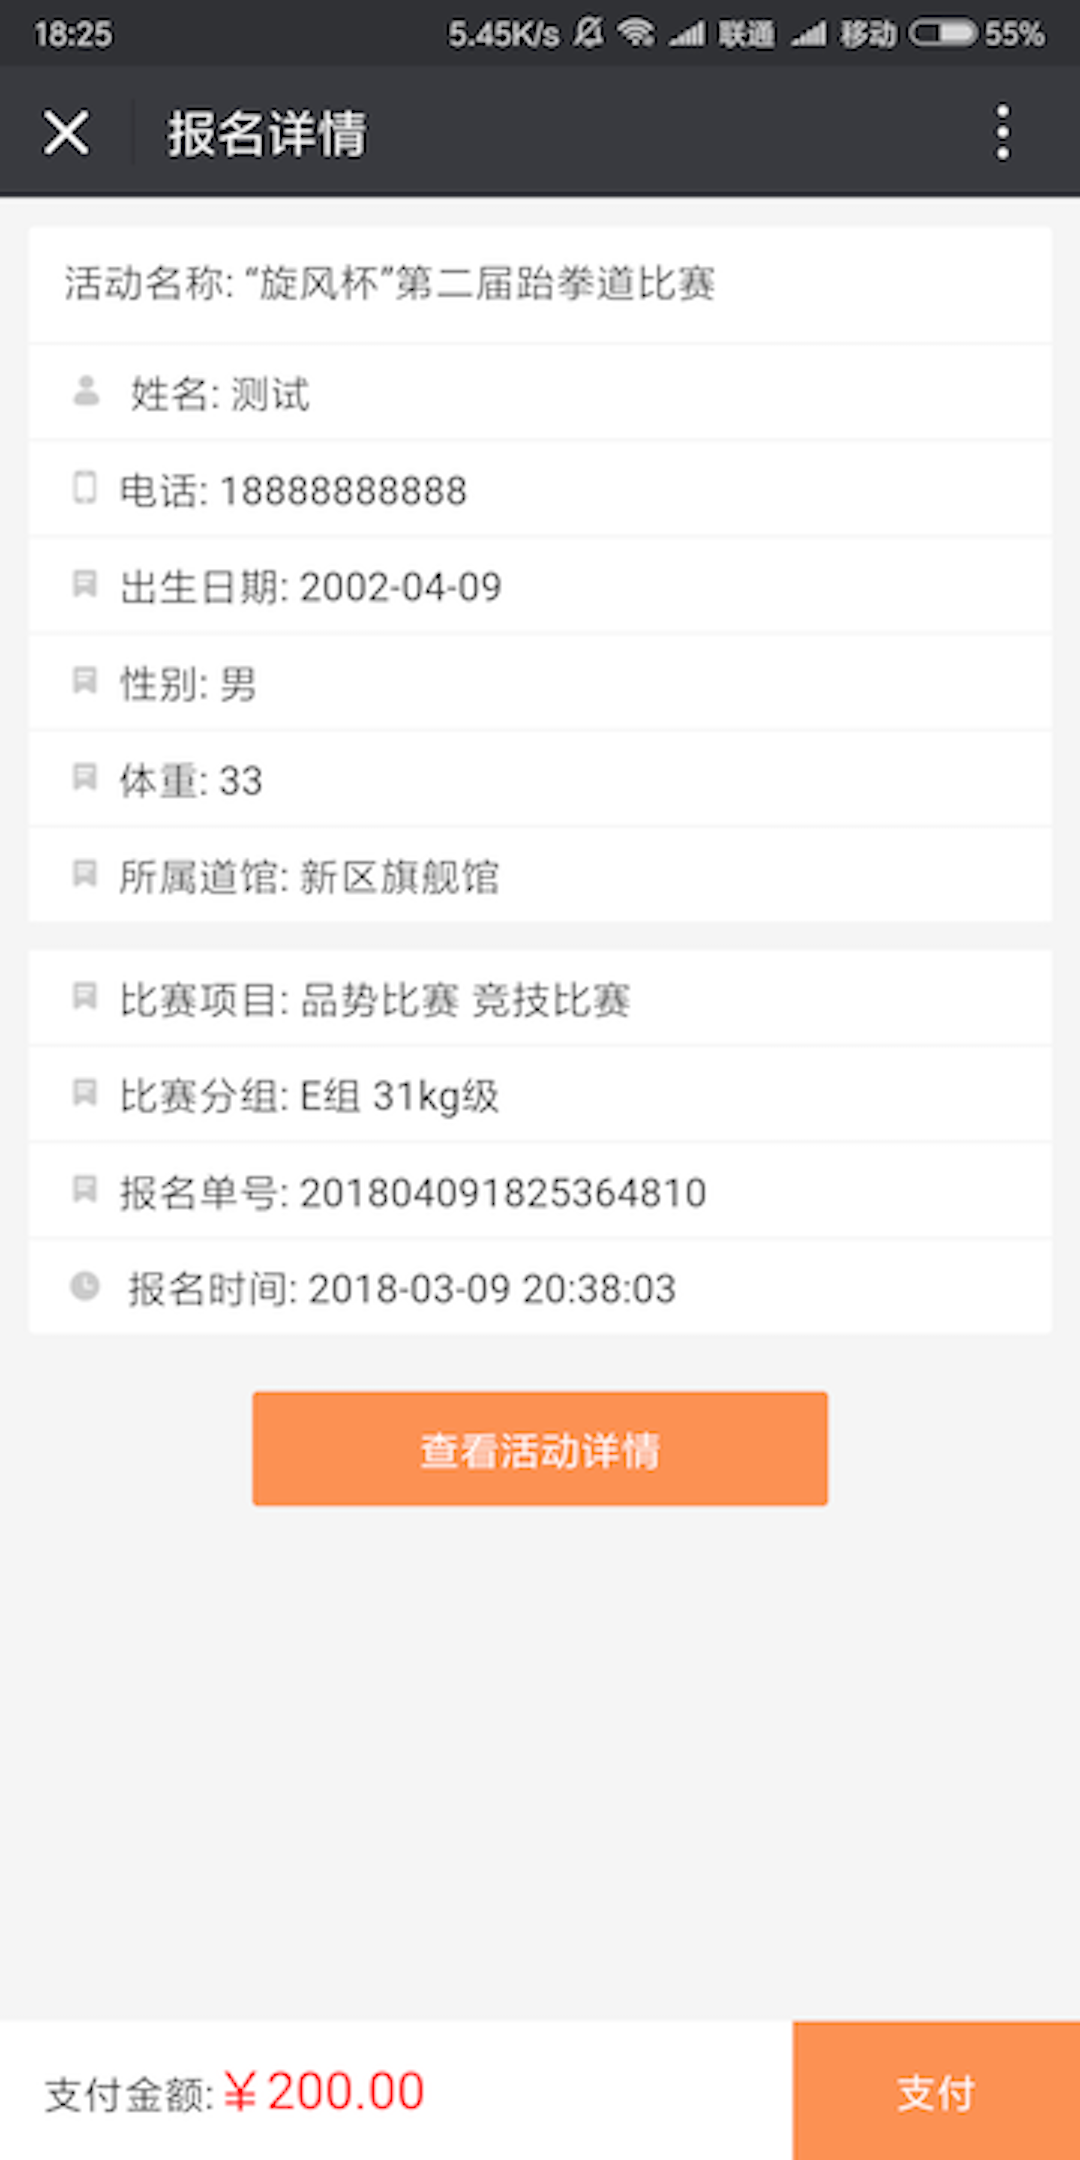 18:25 5.45K/s 联通 移动 55%
报名详情
活动名称: “旋风杯”第二届跆拳道比赛
姓名: 测试
电话: 18888888888
出生日期: 2002-04-09
性别: 男
体重: 33
所属道馆: 新区旗舰馆
比赛项目: 品势比赛 竞技比赛
比赛分组: E组 31kg级
报名单号: 201804091825364810
报名时间: 2018-03-09 20:38:03
查看活动详情
支付金额: ¥200.00
支付